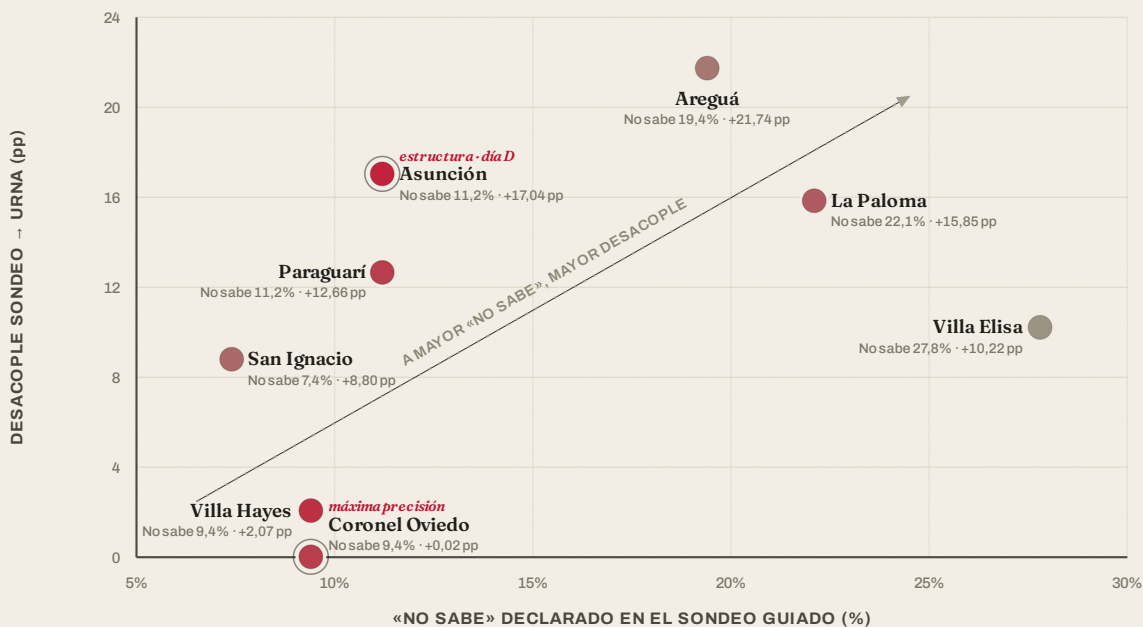 24
20
16
12
8
4
0
DESACOPLE SONDEO → URNA (pp)
Areguá
No sabe 19,4% · +21,74 pp
estructura · día D
Asunción
No sabe 11,2% · +17,04 pp
La Paloma
No sabe 22,1% · +15,85 pp
A MAYOR «NO SABE», MAYOR DESACOPLE
Paraguarí
No sabe 11,2% · +12,66 pp
Villa Elisa
No sabe 27,8% · +10,22 pp
San Ignacio
No sabe 7,4% · +8,80 pp
Villa Hayes
No sabe 9,4% · +2,07 pp
máxima precisión
Coronel Oviedo
No sabe 9,4% · +0,02 pp
5%
10%
15%
20%
25%
30%
«NO SABE» DECLARADO EN EL SONDEO GUIADO (%)